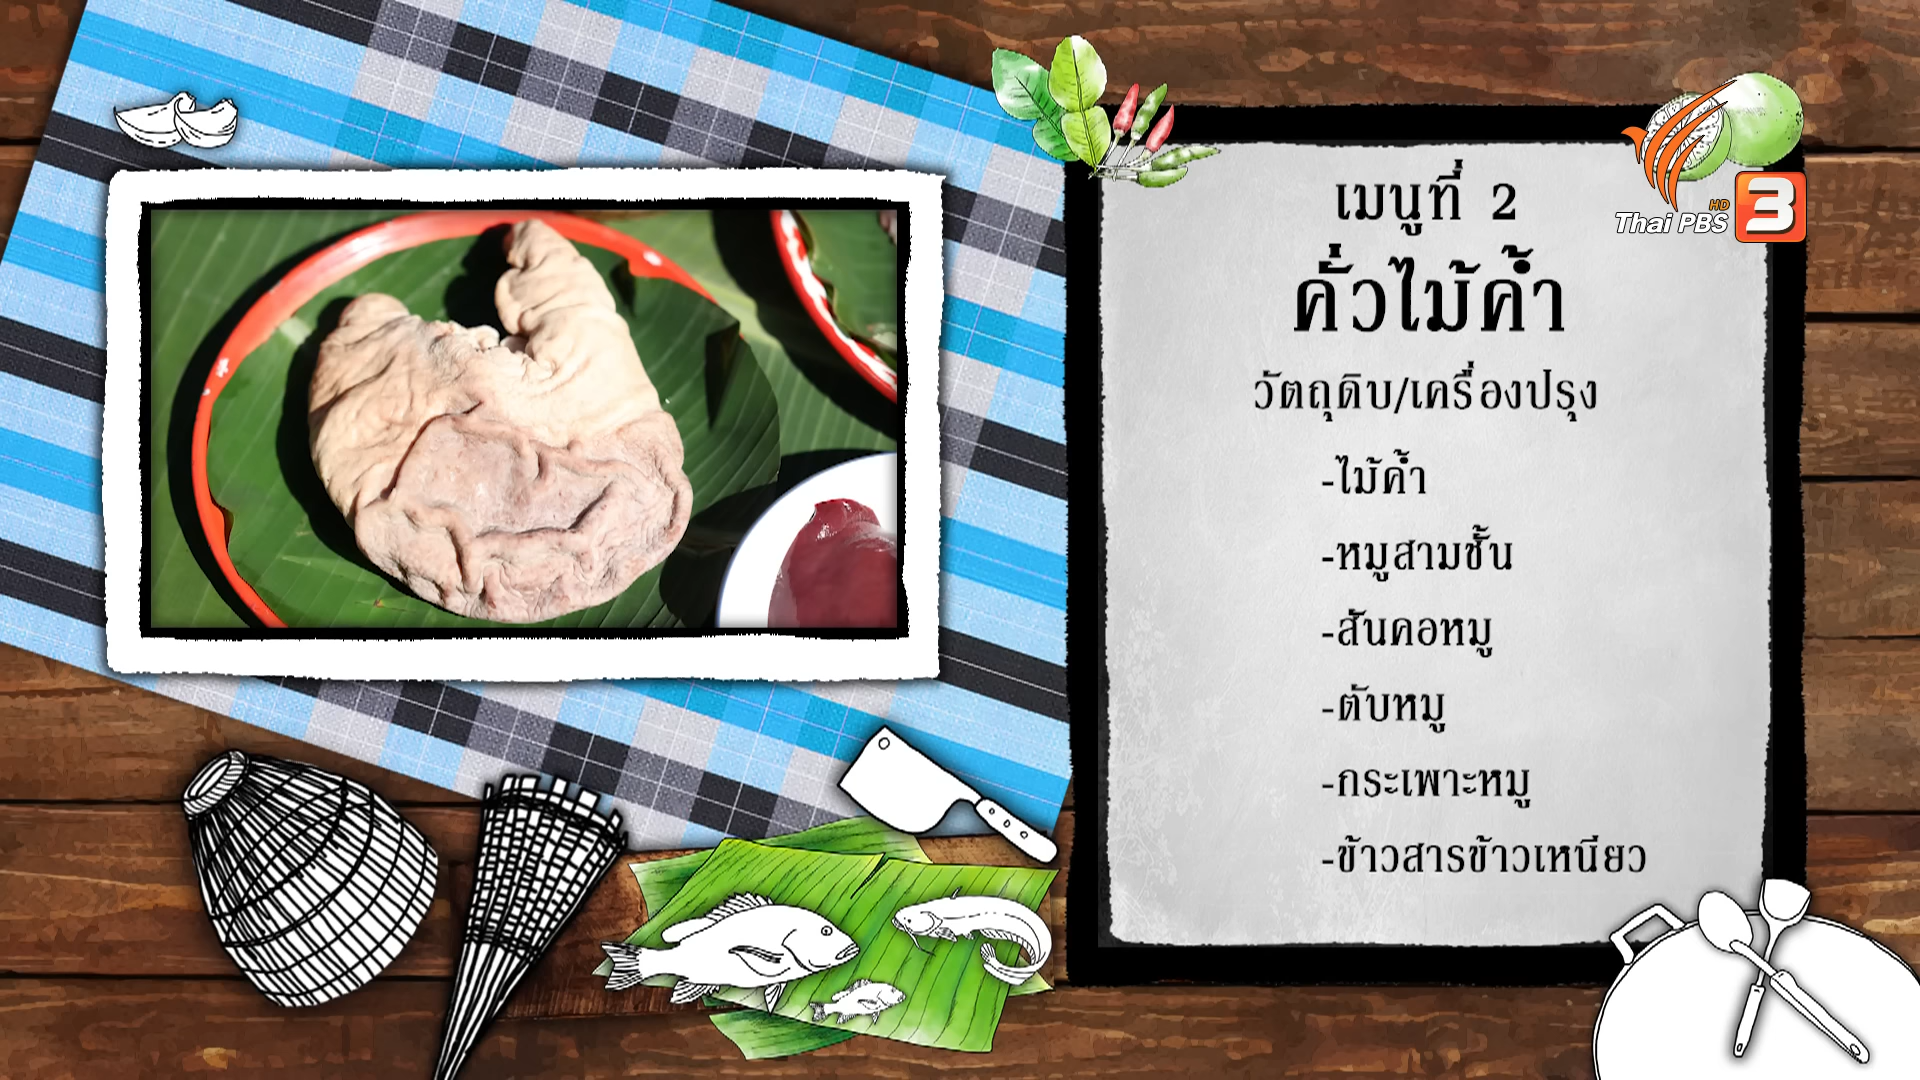 เมนูที่ 2
คั่วไม้ค้ำ
วัตถุดิบ/เครื่องปรุง
-ไม้ค้ำ
-หมูสามชั้น
-สันคอหมู
-ตับหมู
-กระเพาะหมู
-ข้าวสารข้าวเหนียว
HD
Thai PBS 3